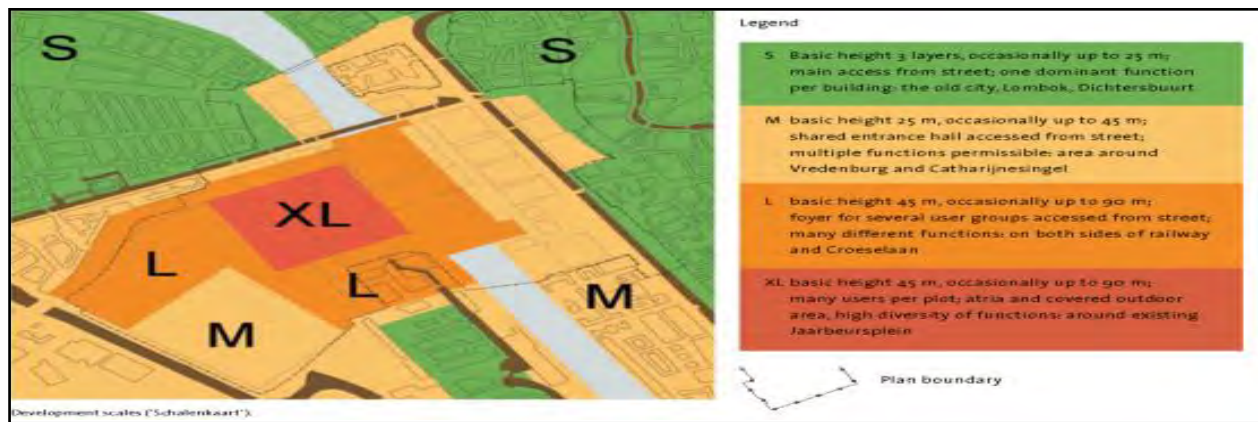 S
S
XL
L
L
M
M
Development scales ('Schalenkaart').
Legend
S Basic height 3 layers, occasionally up to 25 m;
main access from street; one dominant function
per building: the old city, Lombok, Dichtersbuurt
M basic height 25 m, occasionally up to 45 m;
shared entrance hall accessed from street;
multiple functions permissible: area around
Vredenburg and Catharijnesingel
L basic height 45 m, occasionally up to 90 m;
foyer for several user groups accessed from street;
many different functions: on both sides of railway
and Croeselaan
XL basic height 45 m, occasionally up to 90 m;
many users per plot; atria and covered outdoor
area, high diversity of functions: around existing
Jaarbeursplein
Plan boundary